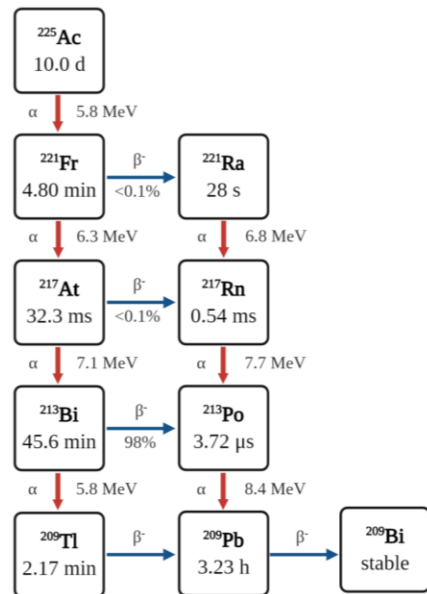 ²²⁵Ac
10.0 d
α 5.8 MeV
²²¹Fr β⁻ ²²¹Ra
4.80 min <0.1% 28 s
α 6.3 MeV α 6.8 MeV
²¹⁷At β⁻ ²¹⁷Rn
32.3 ms <0.1% 0.54 ms
α 7.1 MeV α 7.7 MeV
²¹³Bi β⁻ ²¹³Po
45.6 min 98% 3.72 μs
α 5.8 MeV α 8.4 MeV
²⁰⁹Tl β⁻ ²⁰⁹Pb β⁻ ²⁰⁹Bi
2.17 min 3.23 h stable